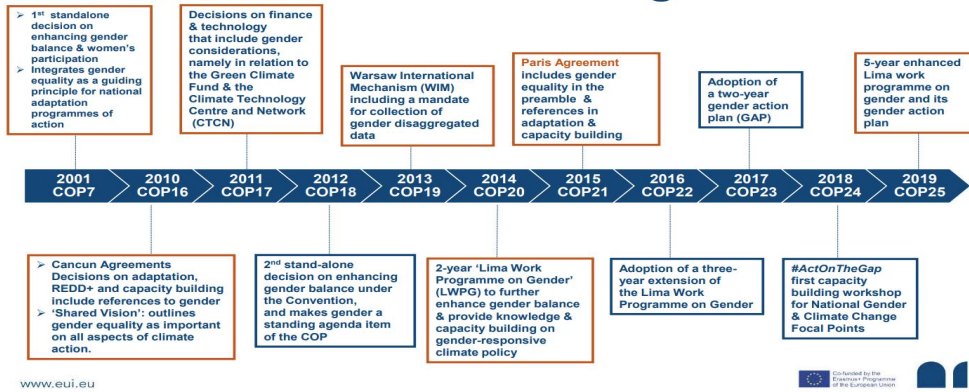 ➢ 1st standalone
decision on
enhancing gender
balance & women's
participation
➢ Integrates gender
equality as a guiding
principle for national
adaptation
programmes of
action
Decisions on finance
& technology
that include gender
considerations,
namely in relation to
the Green Climate
Fund & the
Climate Technology
Centre and Network
(CTCN)
Warsaw International
Mechanism (WIM)
including a mandate
for collection of
gender disaggregated
data
Paris Agreement
includes gender
equality in the
preamble &
references in
adaptation &
capacity building
Adoption of
a two-year
gender action
plan (GAP)
5-year enhanced
Lima work
programme on
gender and its
gender action
plan
2001
COP7
2010
COP16
2011
COP17
2012
COP18
2013
COP19
2014
COP20
2015
COP21
2016
COP22
2017
COP23
2018
COP24
2019
COP25
➢ Cancun Agreements
Decisions on adaptation,
REDD+ and capacity building
include references to gender
➢ 'Shared Vision': outlines
gender equality as important
on all aspects of climate
action.
2nd stand-alone
decision on enhancing
gender balance under
the Convention,
and makes gender a
standing agenda item
of the COP
2-year 'Lima Work
Programme on Gender'
(LWPG) to further
enhance gender balance
& provide knowledge &
capacity building on
gender-responsive
climate policy
Adoption of a three-
year extension of
the Lima Work
Programme on Gender
#ActOnTheGap
first capacity
building workshop
for National Gender
& Climate Change
Focal Points
www.eui.eu
Co-funded by the
Erasmus+ Programme
of the European Union